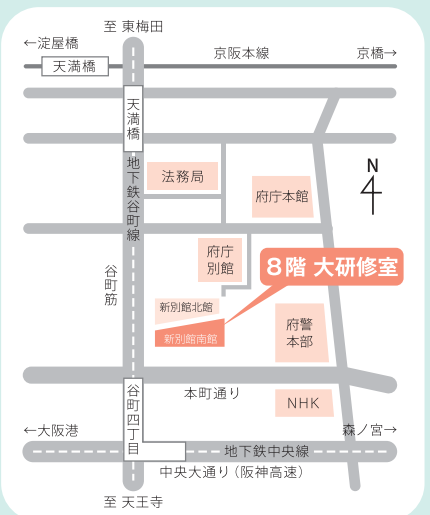 至 東梅田
←淀屋橋
京阪本線
京橋→
天満橋
天満橋
地下鉄谷町線
法務局
府庁本館
N
府庁
別館
8階 大研修室
谷町筋
新別館北館
新別館南館
府警
本部
本町通り
NHK
谷町四丁目
←大阪港
森ノ宮→
地下鉄中央線
中央大通り(阪神高速)
至 天王寺